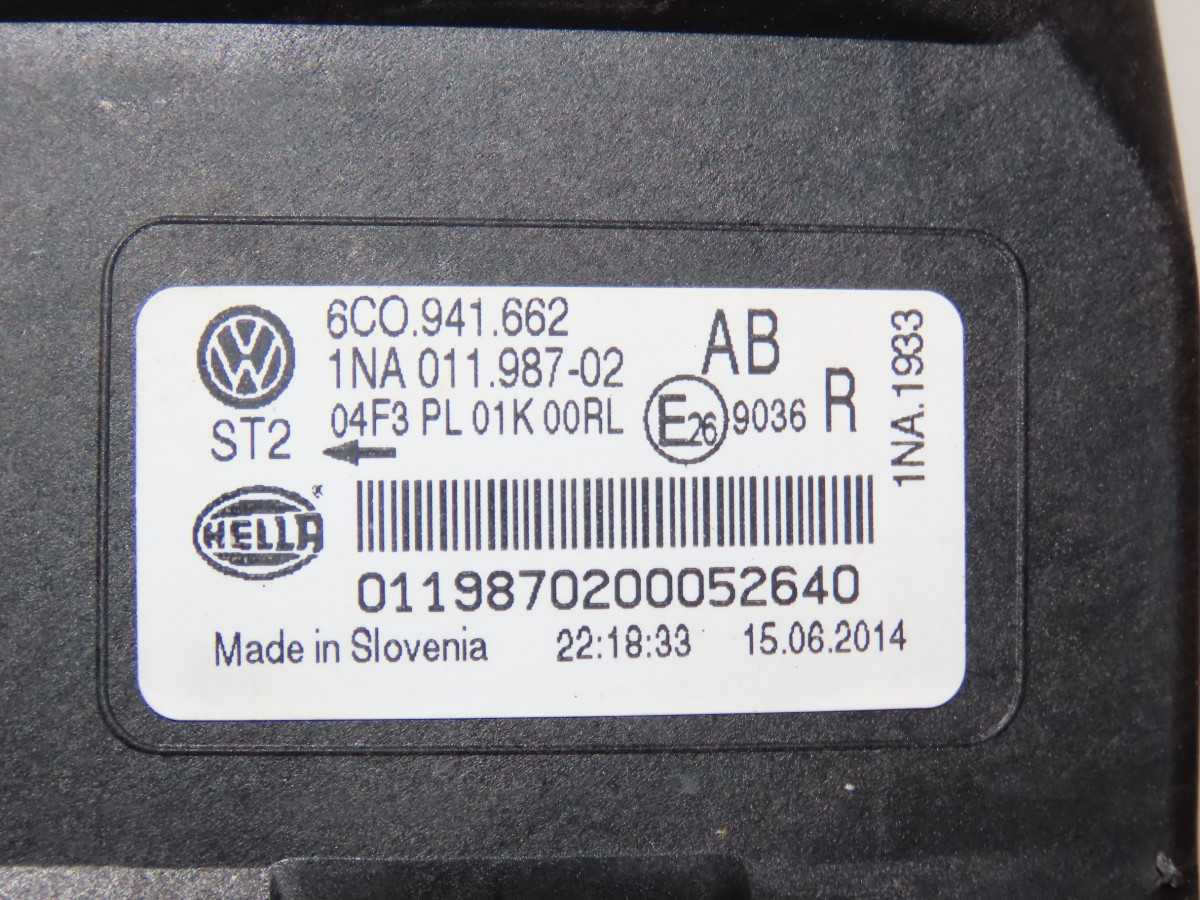 6C0.941.662
1NA 011.987-02
04F3 PL 01K 00RL
ST2
AB
E26 9036 R
1NA.1933
HELLA
0119870200052640
Made in Slovenia 22:18:33 15.06.2014